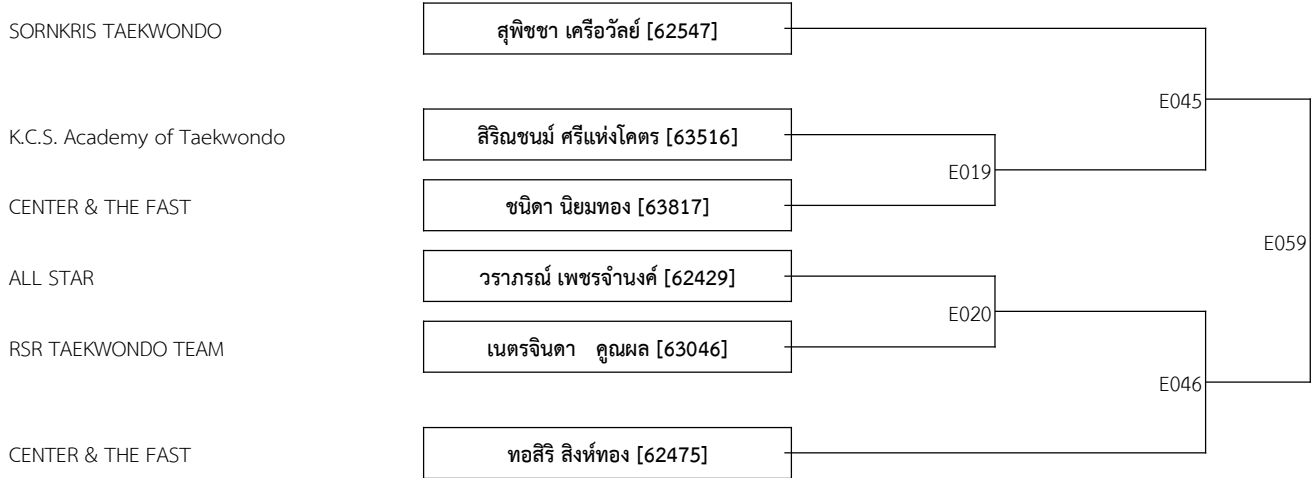 SORNKRIS TAEKWONDO
สุพิชชา เครือวัลย์ [62547]
E045
K.C.S. Academy of Taekwondo
สิริณชนม์ ศรีแห่งโคตร [63516]
E019
CENTER & THE FAST
ชนิดา นิยมทอง [63817]
E059
ALL STAR
วราภรณ์ เพชรจำนงค์ [62429]
E020
RSR TAEKWONDO TEAM
เนตรจินดา คูณผล [63046]
E046
CENTER & THE FAST
ทอสิริ สิงห์ทอง [62475]